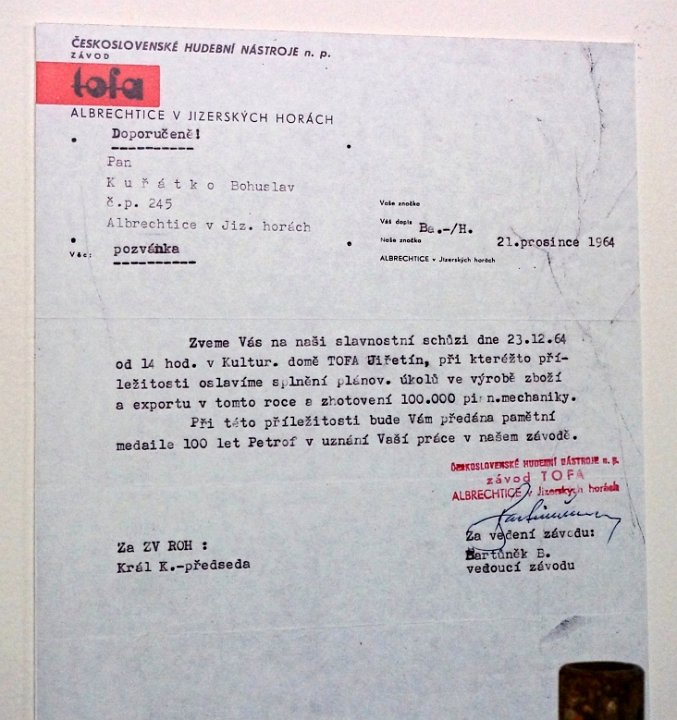 ČESKOSLOVENSKÉ HUDEBNÍ NÁSTROJE n. p.
ZÁVOD
tofa
ALBRECHTICE V JIZERSKÝCH HORÁCH
Doporučeně!
Pan
Kuřátko Bohuslav
č.p. 245
Albrechtice v Jiz. horách
Vaše značka
Váš dopis
Naše značka
Ba.-/H.
21.prosince 1964
ALBRECHTICE v Jizerských horách
Věc:
pozvánka
Zveme Vás na naši slavnostní schůzi dne 23.12.64
od 14 hod. v Kultur. domě TOFA Jiřetín, při kteréžto pří-
ležitosti oslavíme splnění plánov. úkolů ve výrobě zboží
a exportu v tomto roce a zhotovení 100.000 pian.mechaniky.
Při této příležitosti bude Vám předána pamětní
medaile 100 let Petrof v uznání Vaší práce v našem závodě.
ČESKOSLOVENSKÉ HUDEBNÍ NÁSTROJE n. p.
závod TOFA
ALBRECHTICE v Jizerských horách
Za ZV ROH :
Král K.-předseda
Za vedení závodu:
Bartůněk B.
vedoucí závodu